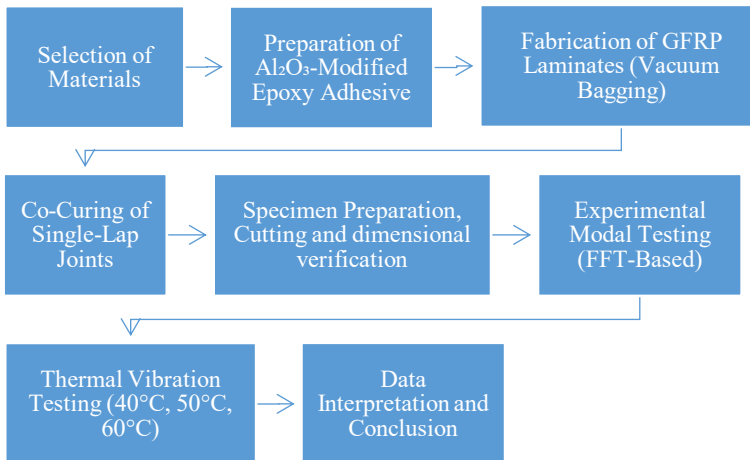 Selection of
Materials
Preparation of
Al₂O₃-Modified
Epoxy Adhesive
Fabrication of GFRP
Laminates (Vacuum
Bagging)
Co-Curing of
Single-Lap
Joints
Specimen Preparation,
Cutting and dimensional
verification
Experimental
Modal Testing
(FFT-Based)
Thermal Vibration
Testing (40°C, 50°C,
60°C)
Data
Interpretation and
Conclusion